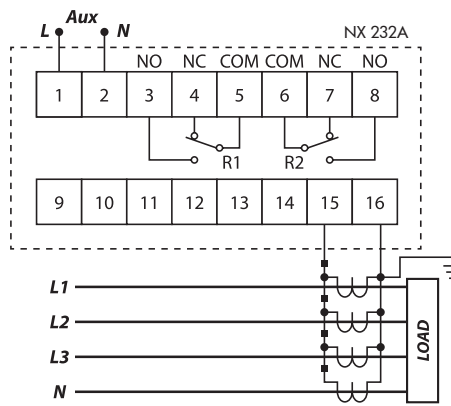 Aux
L N
NX 232A
NO NC COM COM NC NO
1 2 3 4 5 6 7 8
R1 R2
9 10 11 12 13 14 15 16
L1
L2
L3
N
LOAD